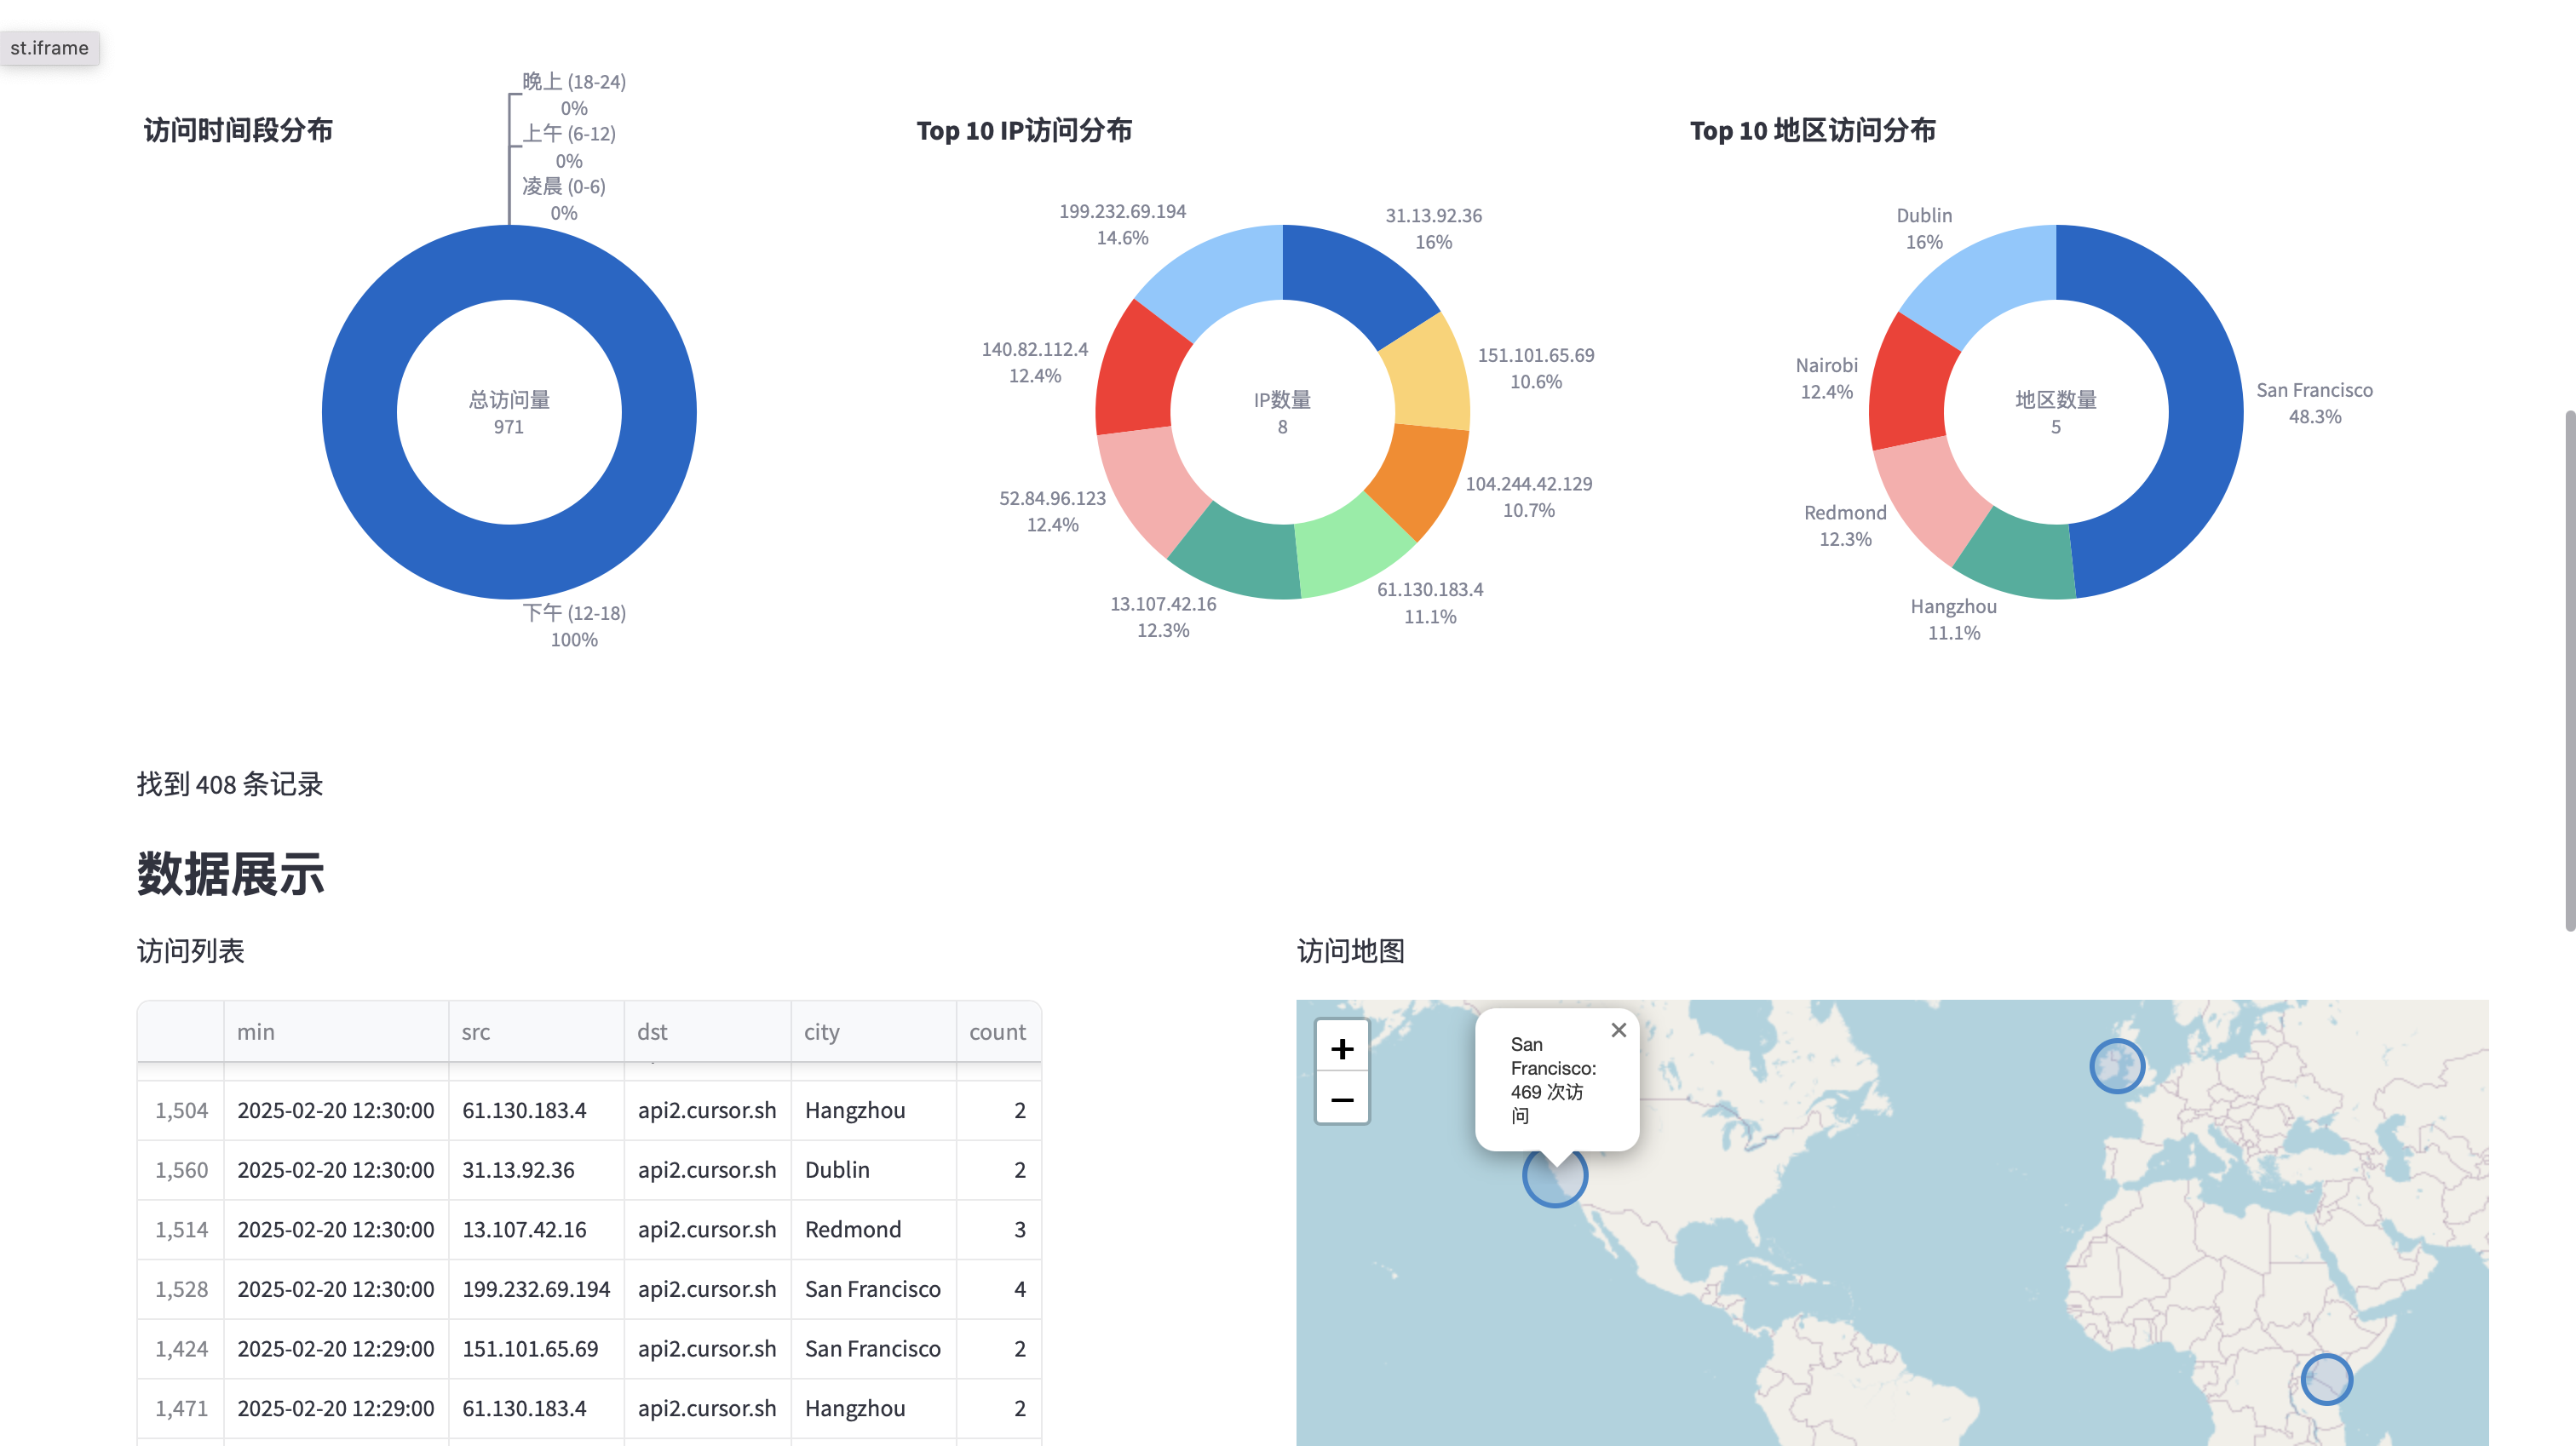 st.iframe
访问时间段分布
晚上 (18-24)
0%
上午 (6-12)
0%
凌晨 (0-6)
0%
总访问量
971
下午 (12-18)
100%
Top 10 IP访问分布
199.232.69.194
14.6%
31.13.92.36
16%
140.82.112.4
12.4%
151.101.65.69
10.6%
IP数量
8
52.84.96.123
12.4%
104.244.42.129
10.7%
13.107.42.16
12.3%
61.130.183.4
11.1%
Top 10 地区访问分布
Dublin
16%
Nairobi
12.4%
San Francisco
48.3%
地区数量
5
Redmond
12.3%
Hangzhou
11.1%
找到 408 条记录
数据展示
访问列表
min src dst city count
1,504 2025-02-20 12:30:00 61.130.183.4 api2.cursor.sh Hangzhou 2
1,560 2025-02-20 12:30:00 31.13.92.36 api2.cursor.sh Dublin 2
1,514 2025-02-20 12:30:00 13.107.42.16 api2.cursor.sh Redmond 3
1,528 2025-02-20 12:30:00 199.232.69.194 api2.cursor.sh San Francisco 4
1,424 2025-02-20 12:29:00 151.101.65.69 api2.cursor.sh San Francisco 2
1,471 2025-02-20 12:29:00 61.130.183.4 api2.cursor.sh Hangzhou 2
访问地图
+
−
×
San
Francisco:
469 次访
问